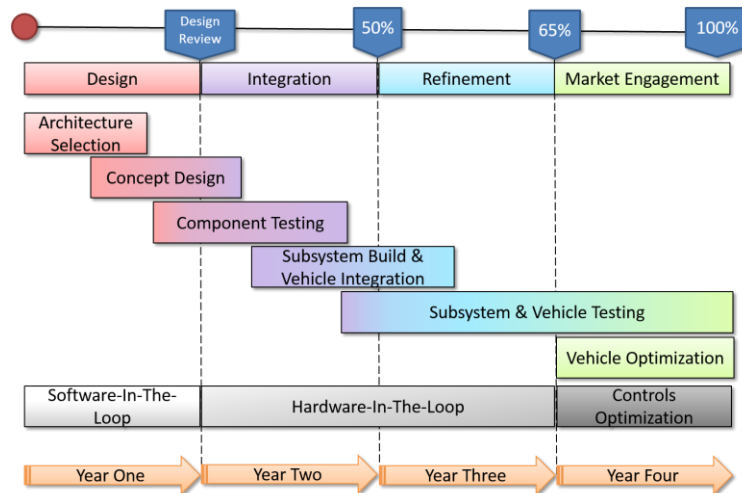 Design
Review
50%
65%
100%
Design
Integration
Refinement
Market Engagement
Architecture
Selection
Concept Design
Component Testing
Subsystem Build &
Vehicle Integration
Subsystem & Vehicle Testing
Vehicle Optimization
Software-In-The-
Loop
Hardware-In-The-Loop
Controls
Optimization
Year One
Year Two
Year Three
Year Four